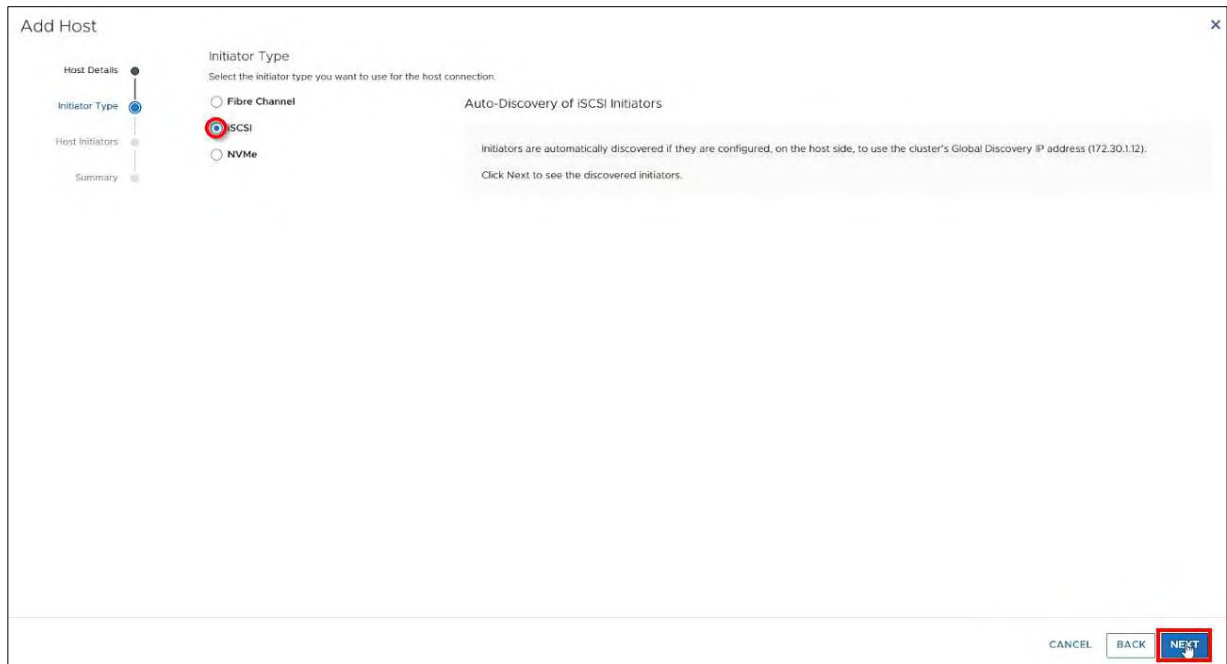 Add Host
Host Details
Initiator Type
Host Initiators
Summary
Initiator Type
Select the initiator type you want to use for the host connection.
Fibre Channel
iSCSI
NVMe
Auto-Discovery of iSCSI Initiators
Initiators are automatically discovered if they are configured, on the host side, to use the cluster's Global Discovery IP address (172.30.1.12).
Click Next to see the discovered initiators.
CANCEL BACK NEXT